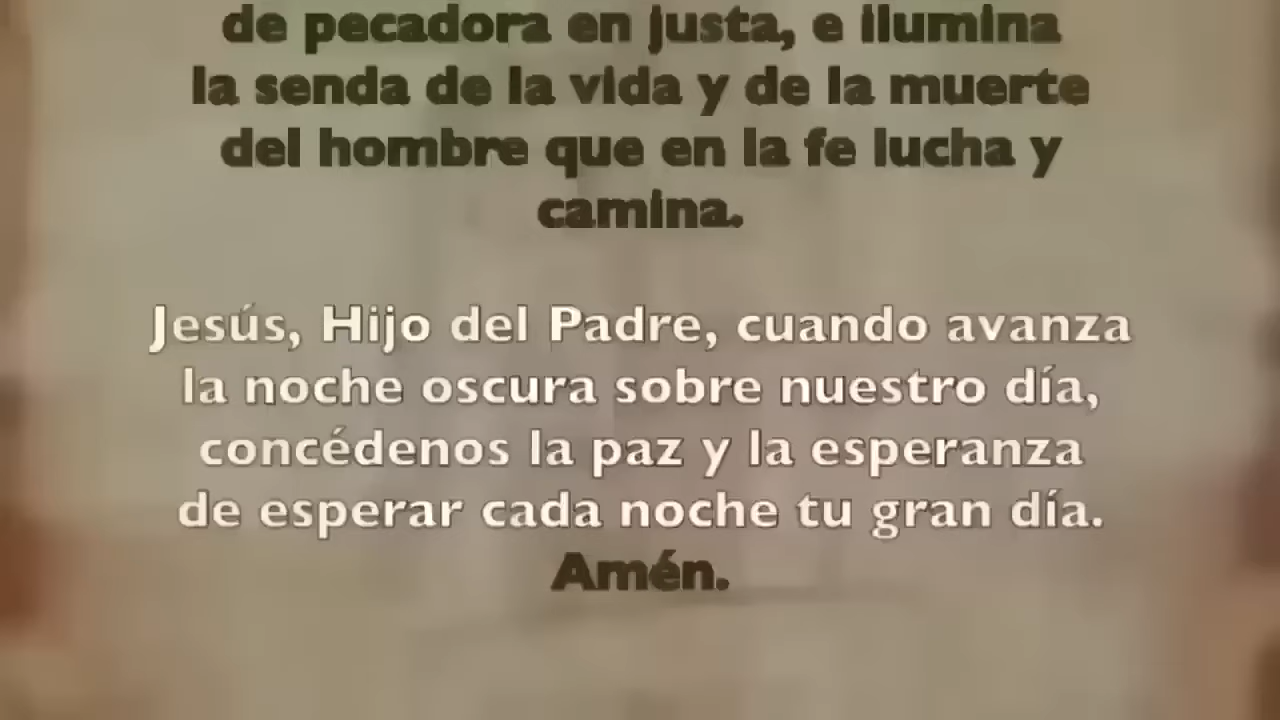 de pecadora en justa, e ilumina
la senda de la vida y de la muerte
del hombre que en la fe lucha y
camina.
Jesús, Hijo del Padre, cuando avanza
la noche oscura sobre nuestro día,
concédenos la paz y la esperanza
de esperar cada noche tu gran día.
Amén.